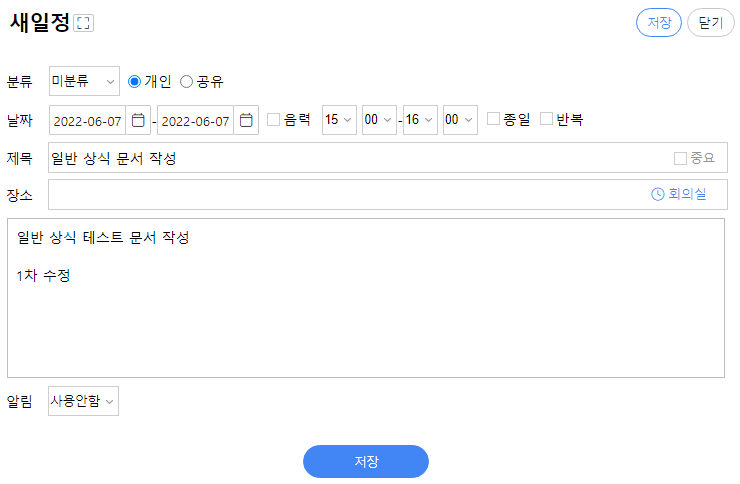 새일정 저장 닫기
분류 미분류 개인 공유
날짜 2022-06-07 - 2022-06-07 음력 15 00 - 16 00 종일 반복
제목 일반 상식 문서 작성 중요
장소 회의실
일반 상식 테스트 문서 작성
1차 수정
알림 사용안함
저장